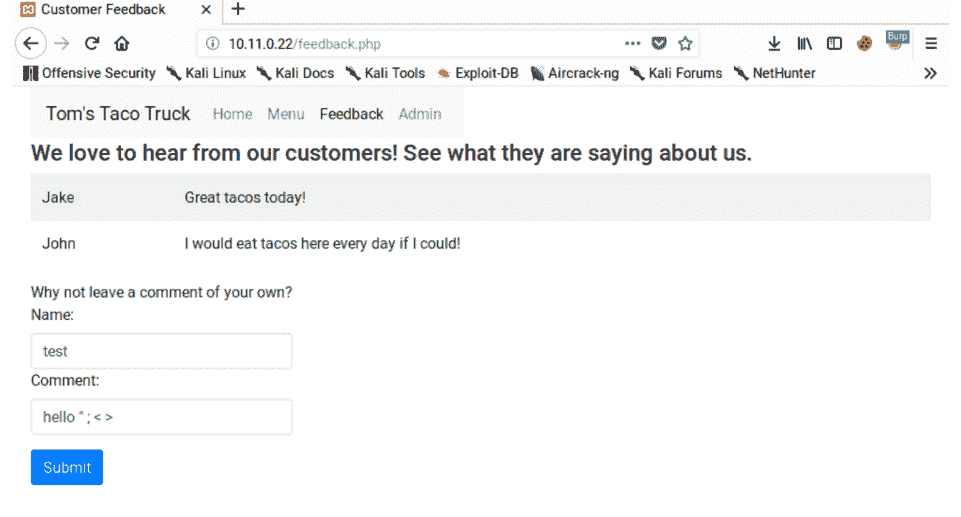 Customer Feedback
10.11.0.22/feedback.php
Burp
Offensive Security Kali Linux Kali Docs Kali Tools Exploit-DB Aircrack-ng Kali Forums NetHunter
Tom's Taco Truck Home Menu Feedback Admin
We love to hear from our customers! See what they are saying about us.
Jake Great tacos today!
John I would eat tacos here every day if I could!
Why not leave a comment of your own?
Name:
test
Comment:
hello " ; < >
Submit